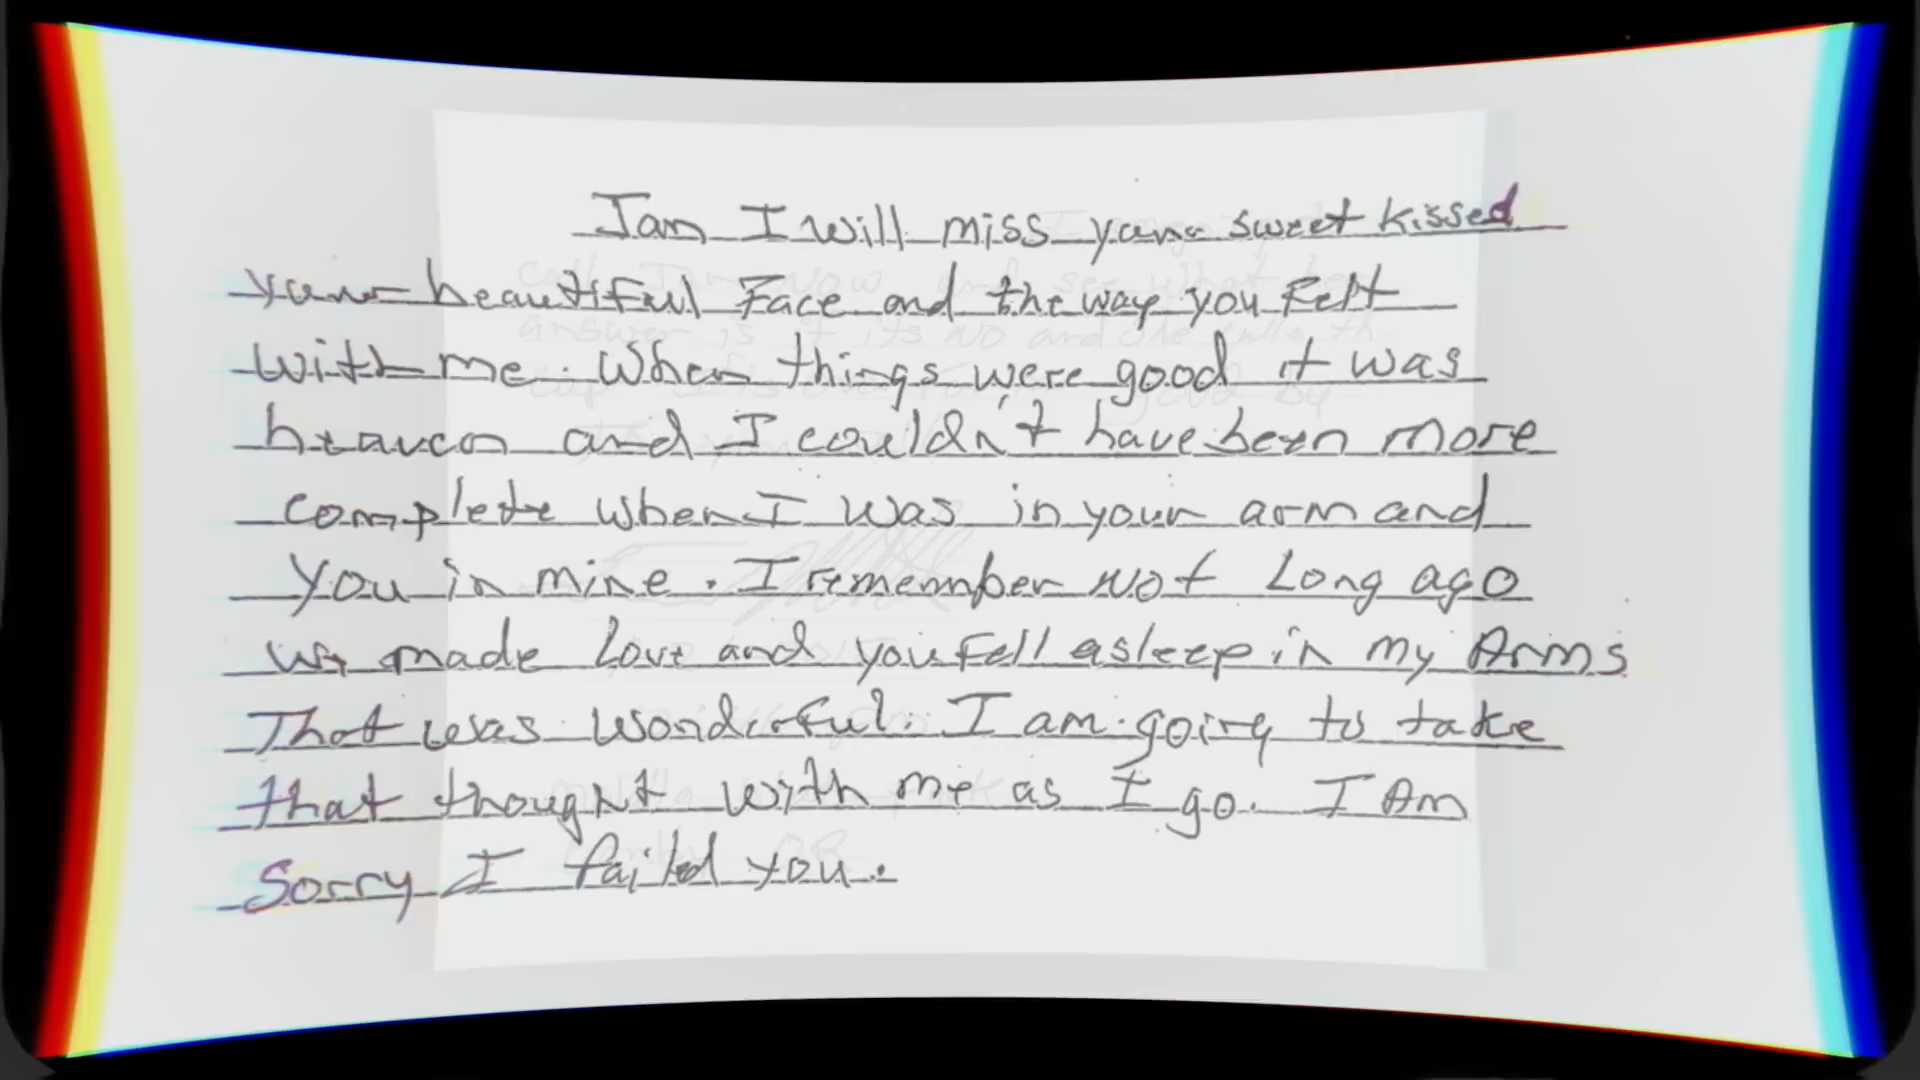 Jan I will miss your sweet kissed
your beautiful Face and the way you Felt
with me. When things were good it was
heaven and I couldn't have been more
complete when I was in your arm and
you in mine. I remember not Long ago
we made Love and you Fell asleep in my Arms
That was wonderful. I am going to take
that thought with me as I go. I Am
Sorry I failed you.